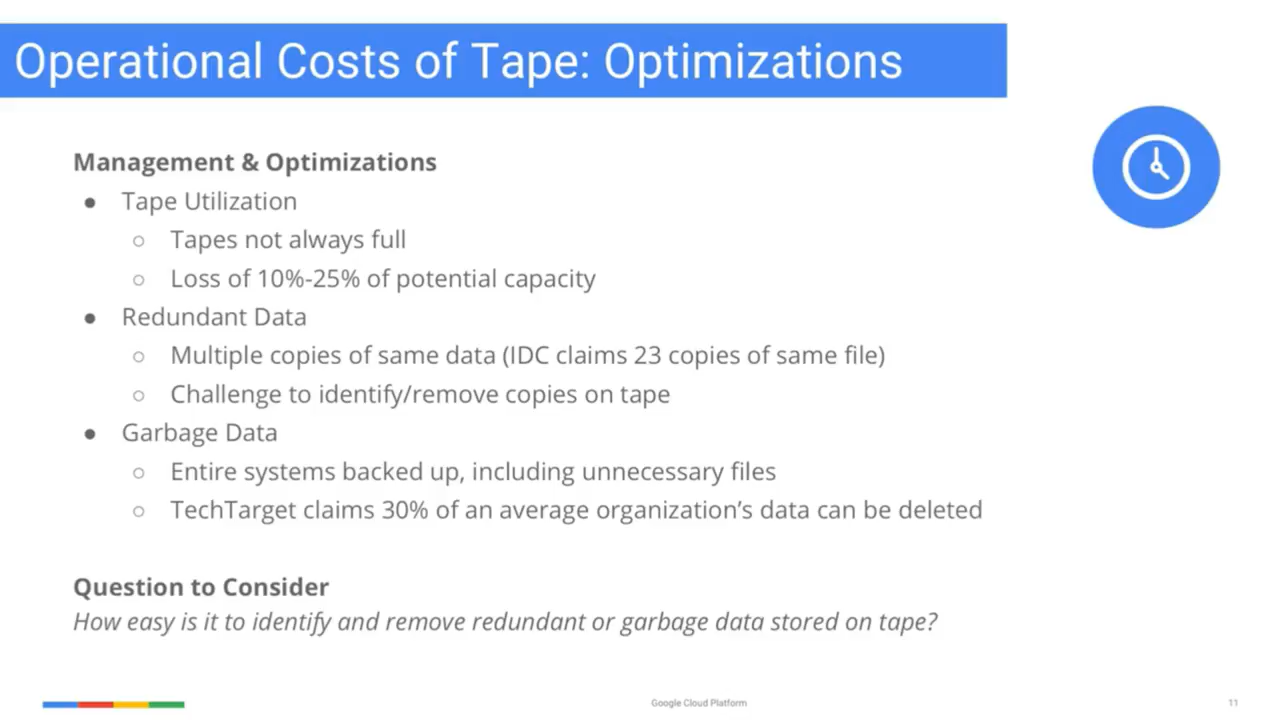 Operational Costs of Tape: Optimizations
Management & Optimizations
● Tape Utilization
○ Tapes not always full
○ Loss of 10%-25% of potential capacity
● Redundant Data
○ Multiple copies of same data (IDC claims 23 copies of same file)
○ Challenge to identify/remove copies on tape
● Garbage Data
○ Entire systems backed up, including unnecessary files
○ TechTarget claims 30% of an average organization’s data can be deleted
Question to Consider
How easy is it to identify and remove redundant or garbage data stored on tape?
Google Cloud Platform
11